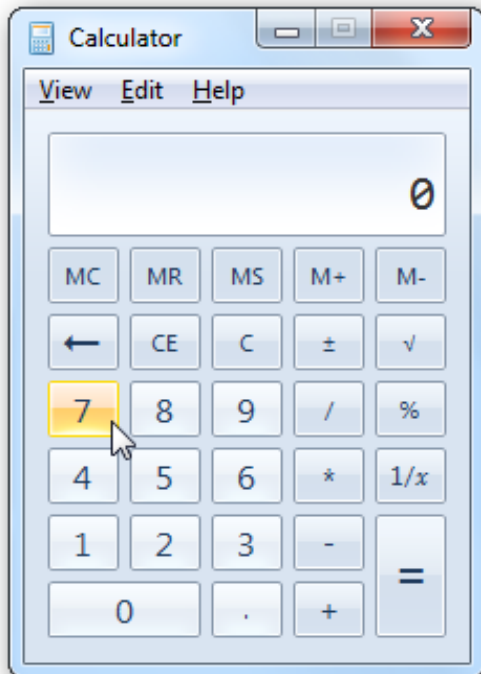 Calculator
View Edit Help
0
MC MR MS M+ M-
← CE C ± √
7 8 9 / %
4 5 6 * 1/x
1 2 3 - =
0 . +